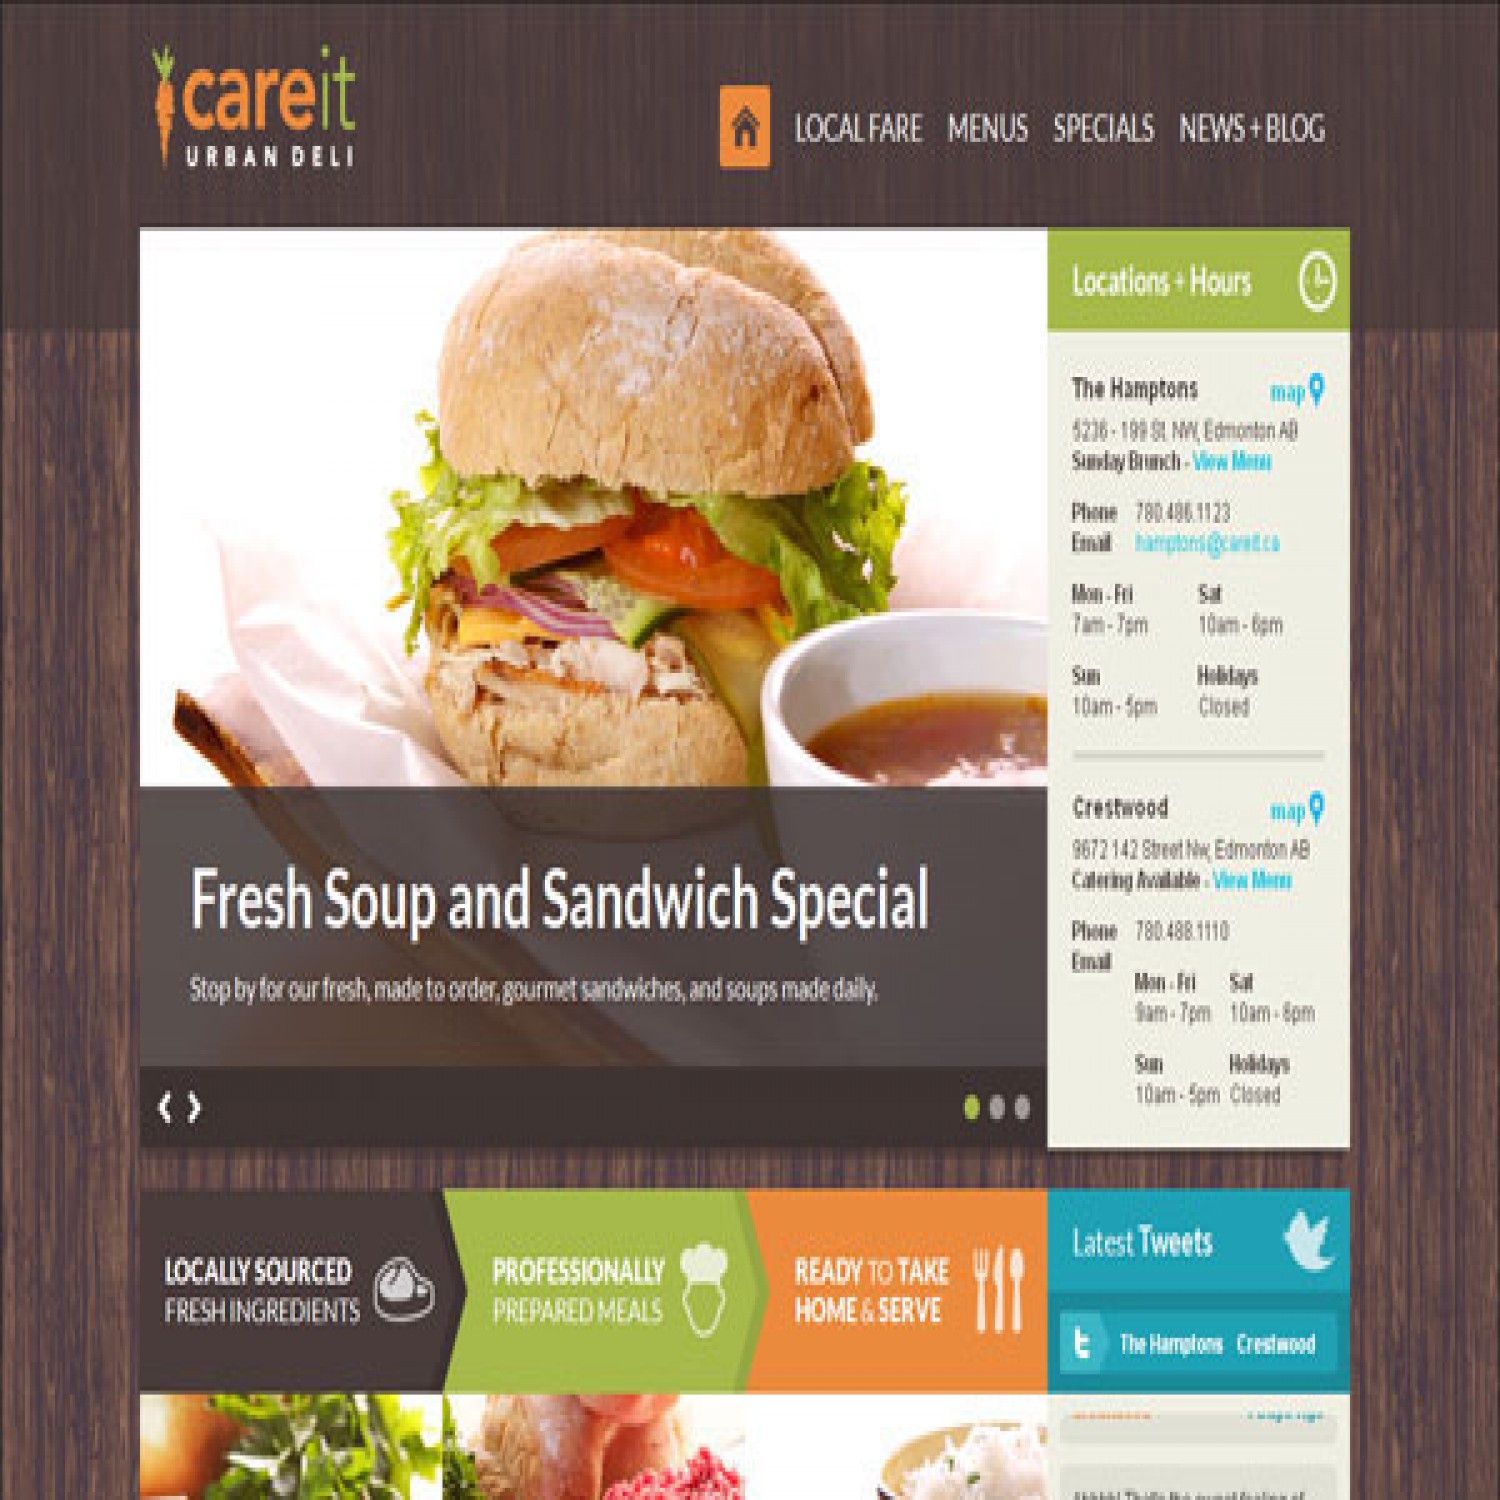 careit
URBAN DELI
LOCAL FARE MENUS SPECIALS NEWS + BLOG
Locations + Hours
The Hamptons map
5236 - 199 St. NW, Edmonton AB
Sunday Brunch - View Menu
Phone 780.486.1123
Email hamptons@careit.ca
Mon - Fri Sat
7am - 7pm 10am - 6pm
Sun Holidays
10am - 5pm Closed
Crestwood map
9672 142 Street Nw, Edmonton AB
Catering Available - View Menu
Phone 780.488.1110
Email
Mon - Fri Sat
9am - 7pm 10am - 6pm
Sun Holidays
10am - 5pm Closed
Fresh Soup and Sandwich Special
Stop by for our fresh, made to order, gourmet sandwiches, and soups made daily.
LOCALLY SOURCED
FRESH INGREDIENTS
PROFESSIONALLY
PREPARED MEALS
READY TO TAKE
HOME & SERVE
Latest Tweets
The Hamptons Crestwood